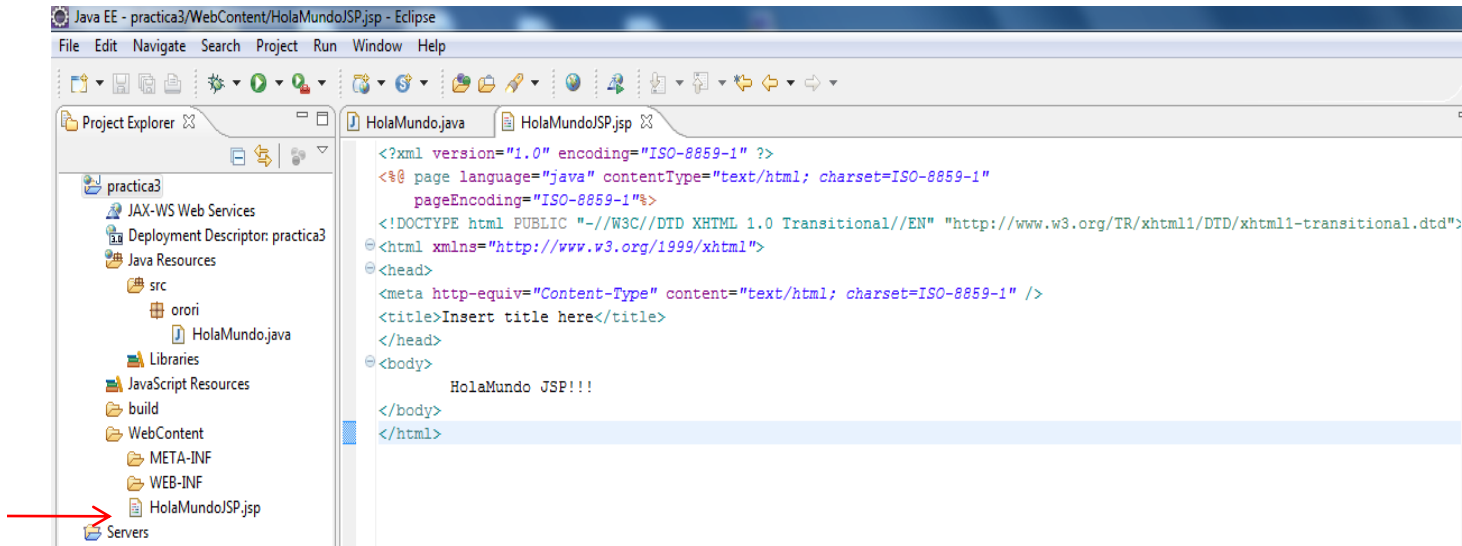 Java EE - practica3/WebContent/HolaMundoJSP.jsp - Eclipse
File Edit Navigate Search Project Run Window Help
Project Explorer
HolaMundo.java HolaMundoJSP.jsp
practica3
JAX-WS Web Services
Deployment Descriptor: practica3
Java Resources
src
orori
HolaMundo.java
Libraries
JavaScript Resources
build
WebContent
META-INF
WEB-INF
HolaMundoJSP.jsp
Servers
<?xml version="1.0" encoding="ISO-8859-1" ?>
<%@ page language="java" contentType="text/html; charset=ISO-8859-1"
pageEncoding="ISO-8859-1"%>
<!DOCTYPE html PUBLIC "-//W3C//DTD XHTML 1.0 Transitional//EN" "http://www.w3.org/TR/xhtml1/DTD/xhtml1-transitional.dtd">
<html xmlns="http://www.w3.org/1999/xhtml">
<head>
<meta http-equiv="Content-Type" content="text/html; charset=ISO-8859-1" />
<title>Insert title here</title>
</head>
<body>
HolaMundo JSP!!!
</body>
</html>